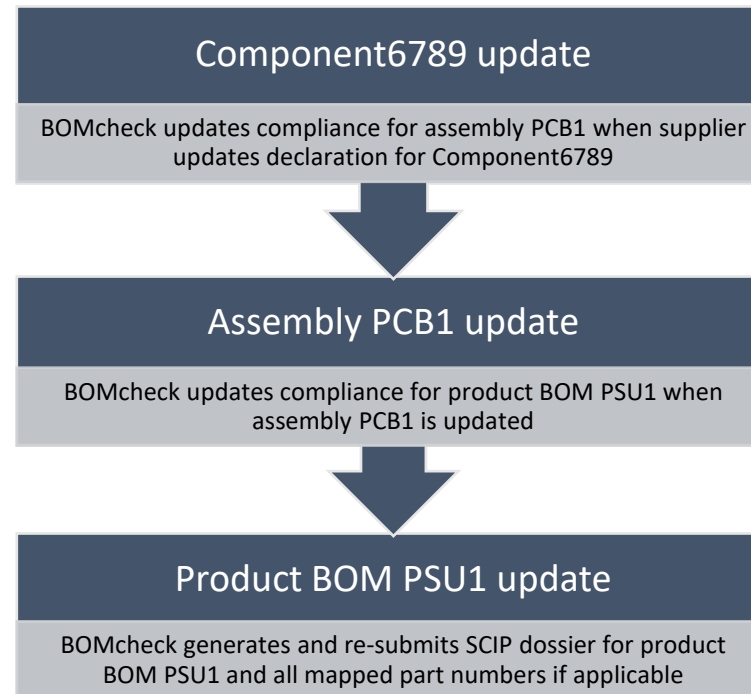 Component6789 update
BOMcheck updates compliance for assembly PCB1 when supplier
updates declaration for Component6789
Assembly PCB1 update
BOMcheck updates compliance for product BOM PSU1 when
assembly PCB1 is updated
Product BOM PSU1 update
BOMcheck generates and re-submits SCIP dossier for product
BOM PSU1 and all mapped part numbers if applicable